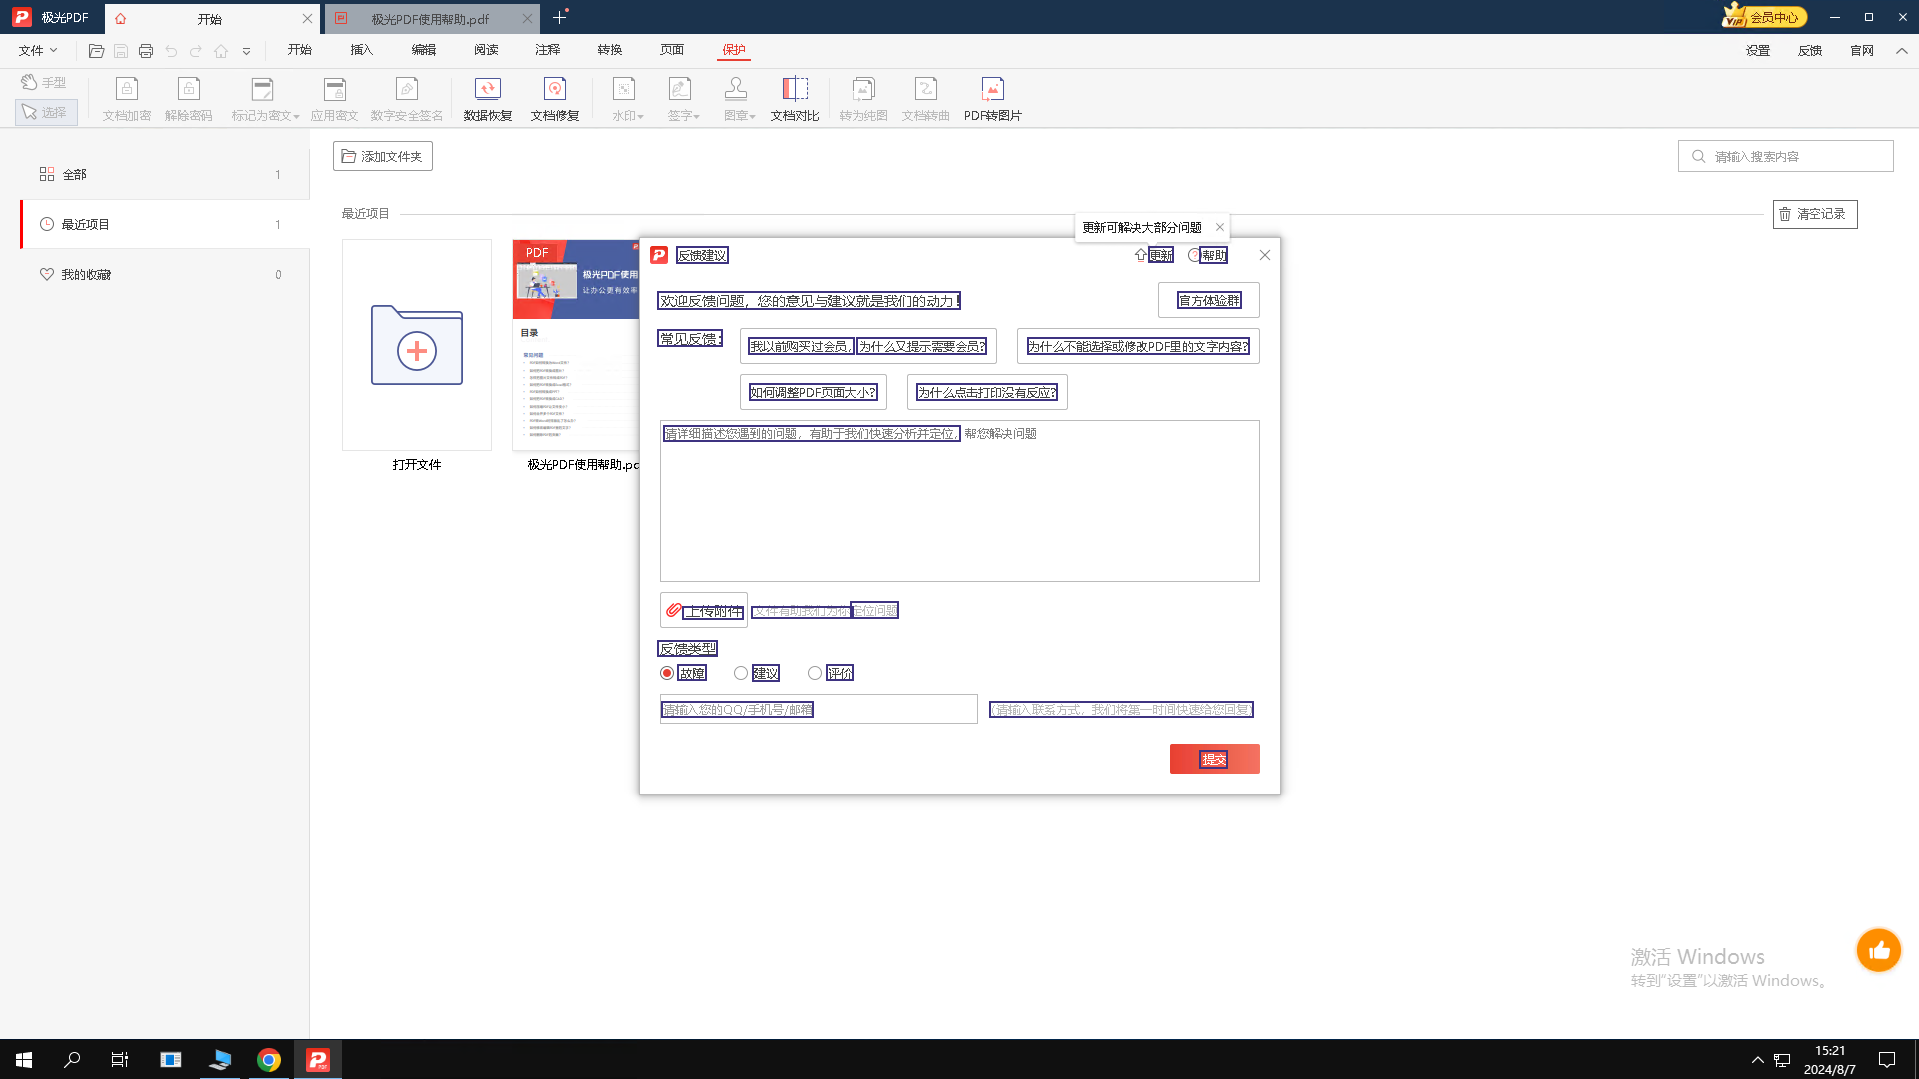 极光PDF 开始 极光PDF使用帮助.pdf 会员中心
文件 开始 插入 编辑 阅读 注释 转换 页面 保护 设置 反馈 官网
手型
选择 文档加密 解除密码 标记为密文 应用密文 数字安全签名 数据恢复 文档修复 水印 签字 图章 文档对比 转为纯图 文档转曲 PDF转图片
添加文件夹 请输入搜索内容
全部 1
最近项目 1
我的收藏 0
最近项目 清空记录
更新可解决大部分问题
PDF
极光PDF使用
让办公更有效率
目录
常见问题
打开文件 极光PDF使用帮助.pd
反馈建议 更新 帮助
欢迎反馈问题，您的意见与建议就是我们的动力！ 官方体验群
常见反馈： 我以前购买过会员，为什么又提示需要会员? 为什么不能选择或修改PDF里的文字内容?
如何调整PDF页面大小? 为什么点击打印没有反应?
请详细描述您遇到的问题，有助于我们快速分析并定位，帮您解决问题
上传附件 文件有助我们为你定位问题
反馈类型
故障 建议 评价
请输入您的QQ/手机号/邮箱 (请输入联系方式，我们将第一时间快速给您回复)
提交
激活 Windows
转到“设置”以激活 Windows。
15:21
2024/8/7